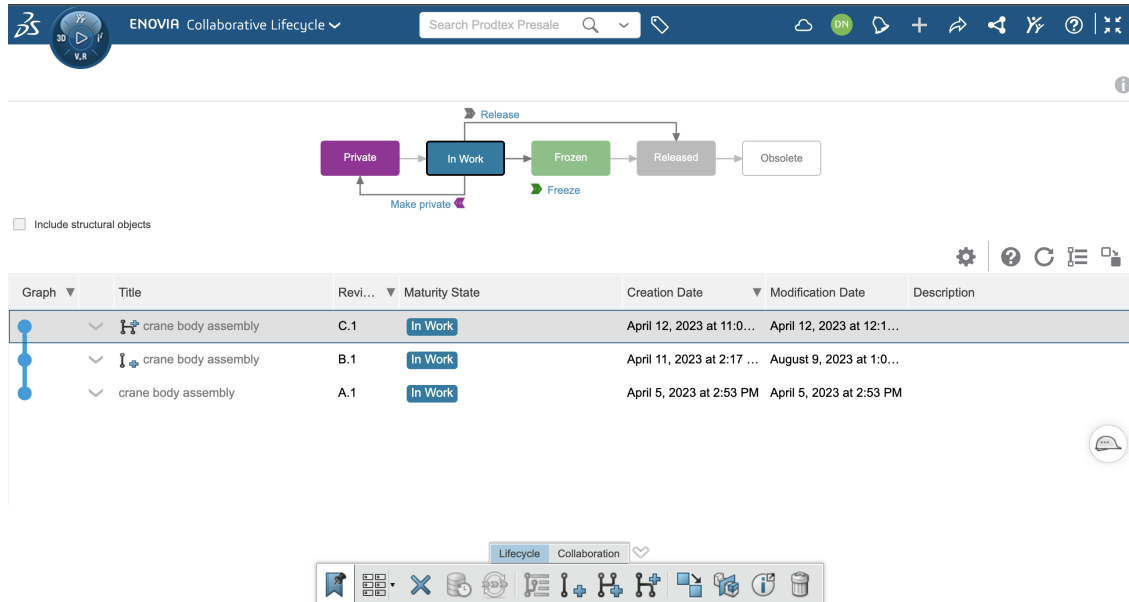 3D V.R
ENOVIA Collaborative Lifecycle
Search Prodtex Presale
DN
Release
Private
In Work
Frozen
Released
Obsolete
Freeze
Make private
Include structural objects
Graph Title Revi... Maturity State Creation Date Modification Date Description
crane body assembly C.1 In Work April 12, 2023 at 11:0... April 12, 2023 at 12:1...
crane body assembly B.1 In Work April 11, 2023 at 2:17 ... August 9, 2023 at 1:0...
crane body assembly A.1 In Work April 5, 2023 at 2:53 PM April 5, 2023 at 2:53 PM
Lifecycle Collaboration